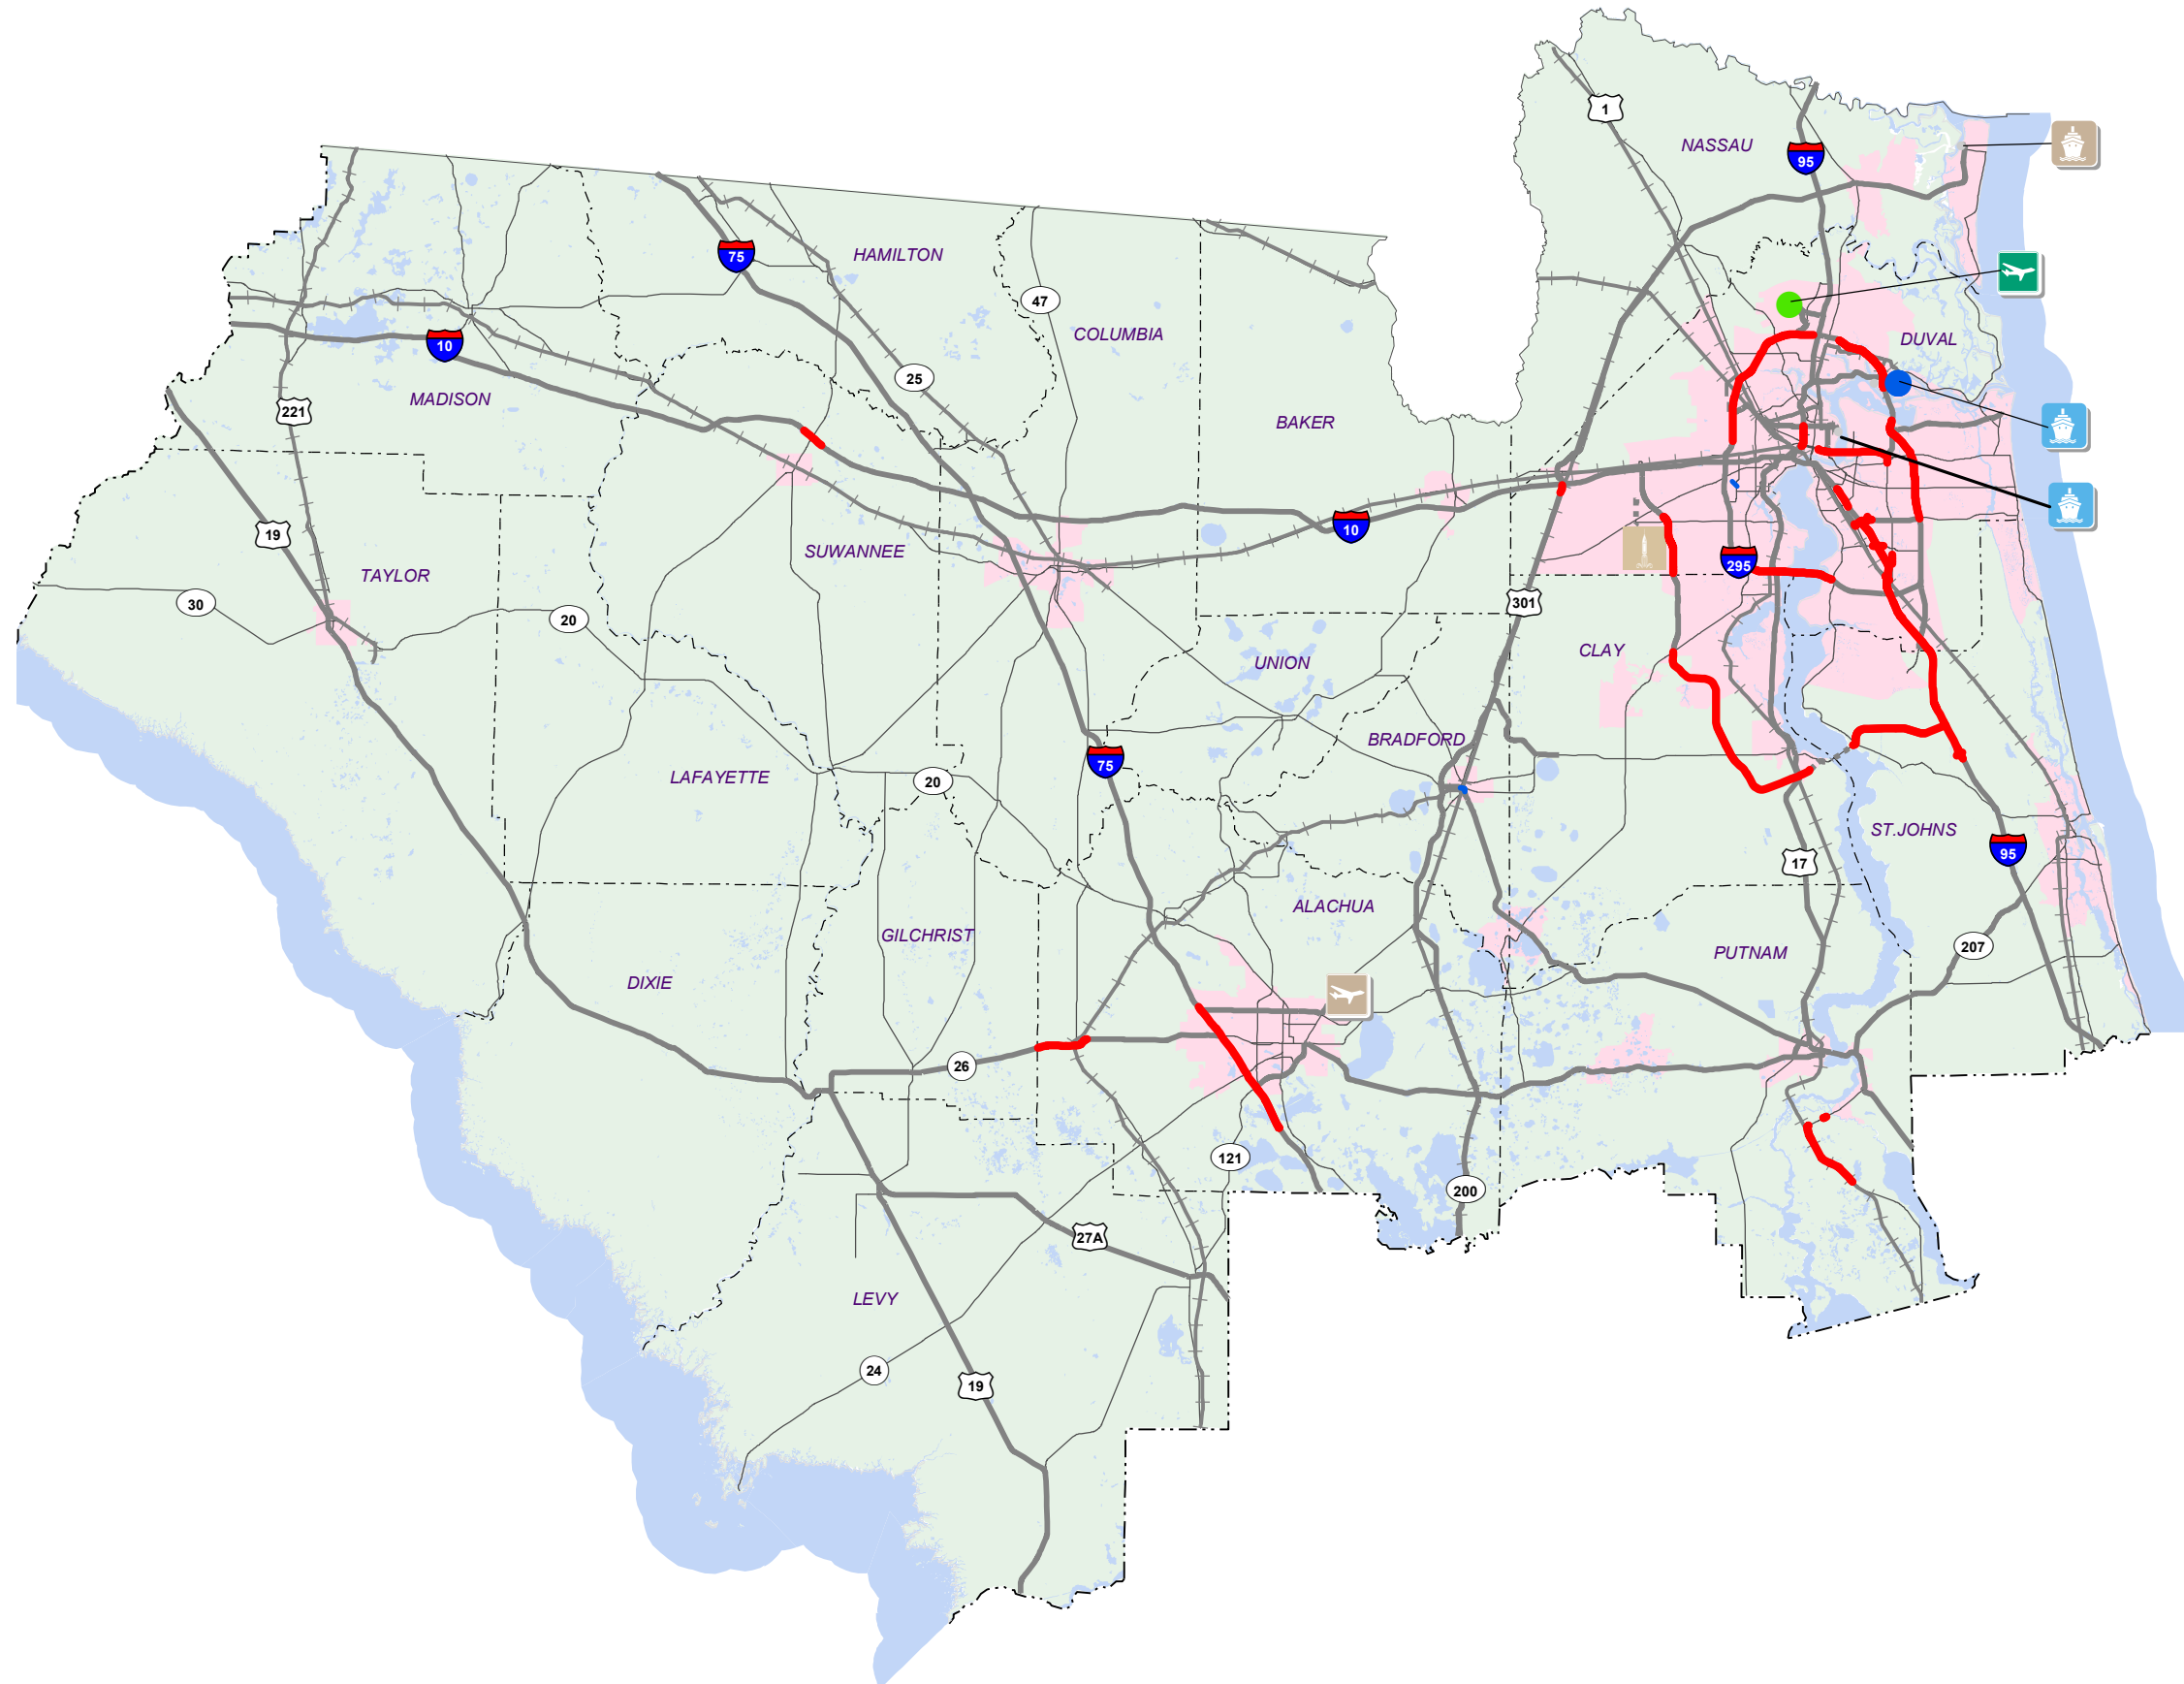 1
NASSAU
95
HAMILTON
75
47
COLUMBIA
DUVAL
10
25
MADISON
221
BAKER
10
19
SUWANNEE
295
TAYLOR
30
20
301
CLAY
UNION
BRADFORD
75
LAFAYETTE
20
ST.JOHNS
95
17
ALACHUA
GILCHRIST
207
PUTNAM
DIXIE
26
121
200
27A
LEVY
24
19